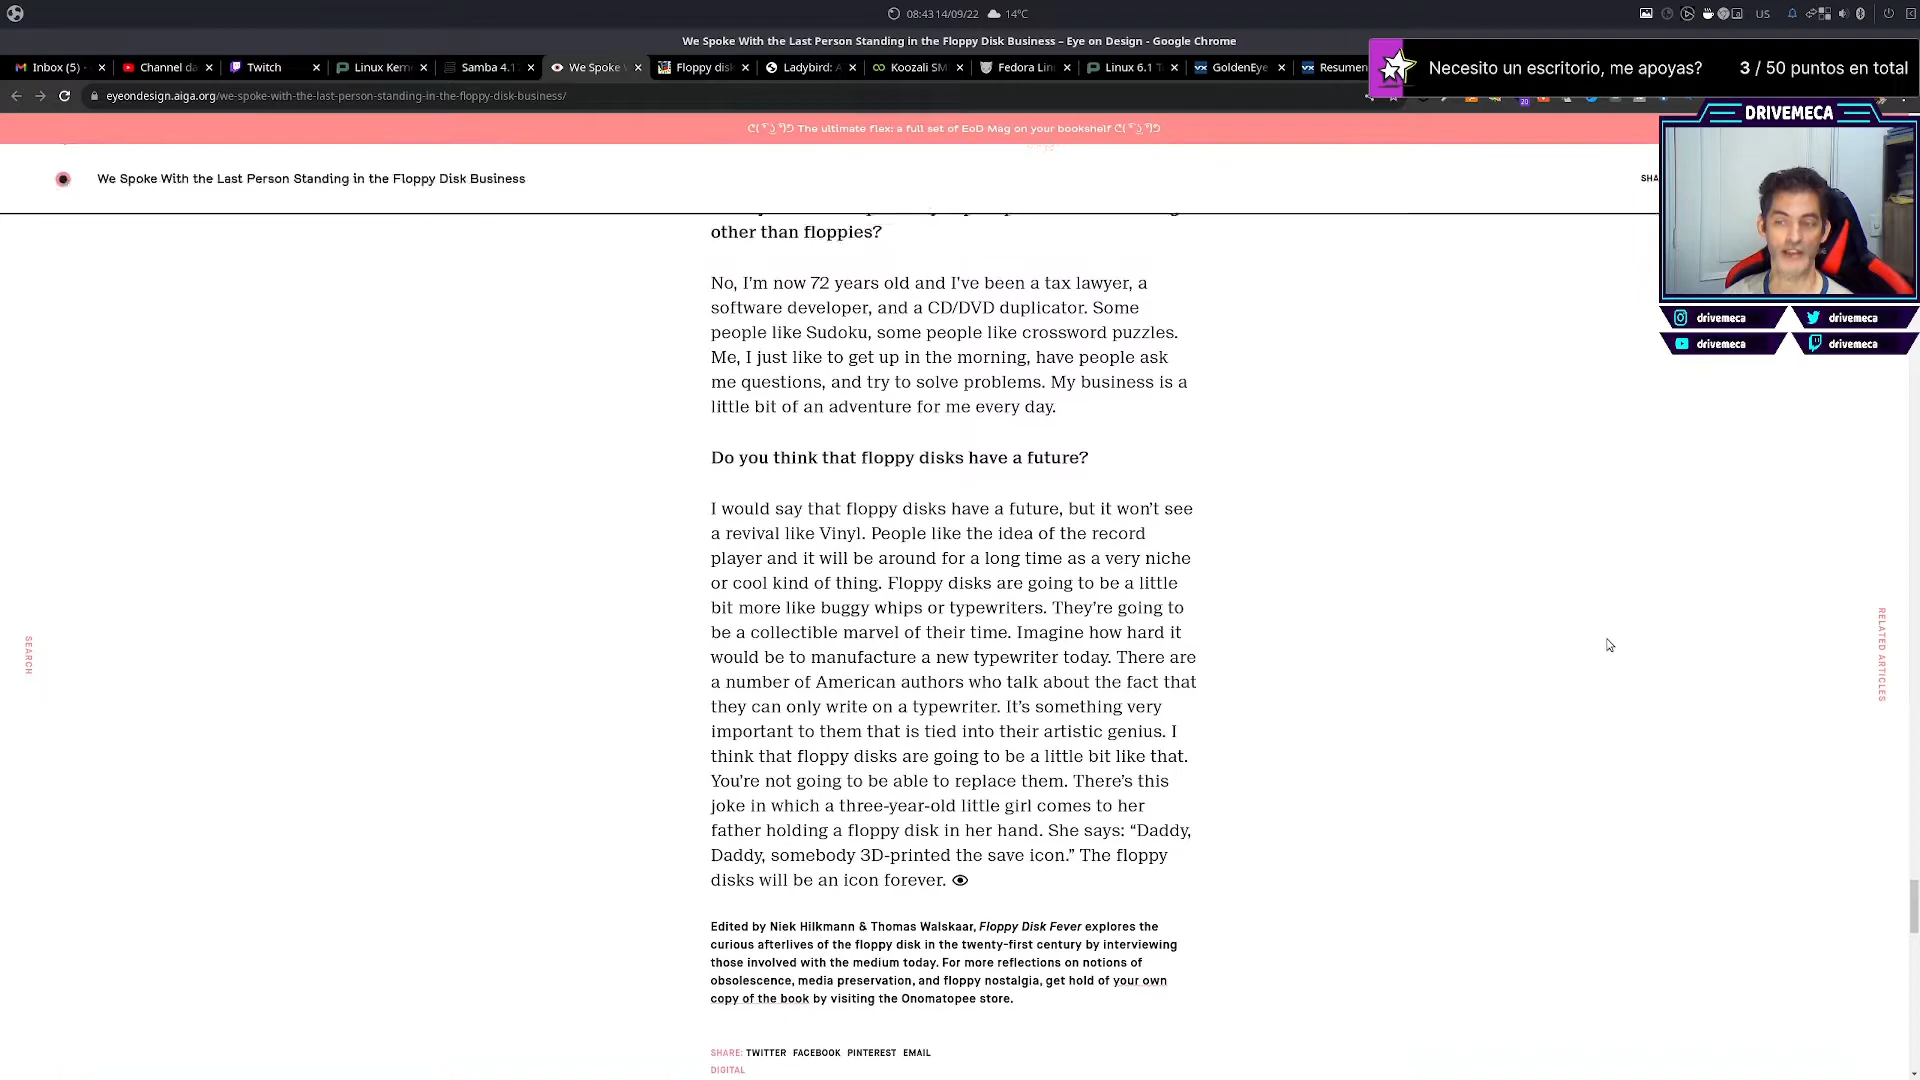 08:43 14/09/22 14°C
US
We Spoke With the Last Person Standing in the Floppy Disk Business – Eye on Design - Google Chrome
Inbox (5) Channel da Twitch Linux Kern Samba 4.1 We Spoke Floppy disk Ladybird: A Koozali SM Fedora Lin Linux 6.1 T GoldenEye Resumen
Necesito un escritorio, me apoyas? 3 / 50 puntos en total
eyeondesign.aiga.org/we-spoke-with-the-last-person-standing-in-the-floppy-disk-business/
20
The ultimate flex: a full set of EoD Mag on your bookshelf
DRIVEMECA
We Spoke With the Last Person Standing in the Floppy Disk Business
SHA
drivemeca drivemeca
drivemeca drivemeca
other than floppies?
No, I'm now 72 years old and I've been a tax lawyer, a
software developer, and a CD/DVD duplicator. Some
people like Sudoku, some people like crossword puzzles.
Me, I just like to get up in the morning, have people ask
me questions, and try to solve problems. My business is a
little bit of an adventure for me every day.
Do you think that floppy disks have a future?
I would say that floppy disks have a future, but it won’t see
a revival like Vinyl. People like the idea of the record
player and it will be around for a long time as a very niche
or cool kind of thing. Floppy disks are going to be a little
bit more like buggy whips or typewriters. They’re going to
be a collectible marvel of their time. Imagine how hard it
would be to manufacture a new typewriter today. There are
a number of American authors who talk about the fact that
they can only write on a typewriter. It’s something very
important to them that is tied into their artistic genius. I
think that floppy disks are going to be a little bit like that.
You’re not going to be able to replace them. There’s this
joke in which a three-year-old little girl comes to her
father holding a floppy disk in her hand. She says: “Daddy,
Daddy, somebody 3D-printed the save icon.” The floppy
disks will be an icon forever.
SEARCH
RELATED ARTICLES
Edited by Niek Hilkmann & Thomas Walskaar, Floppy Disk Fever explores the
curious afterlives of the floppy disk in the twenty-first century by interviewing
those involved with the medium today. For more reflections on notions of
obsolescence, media preservation, and floppy nostalgia, get hold of your own
copy of the book by visiting the Onomatopee store.
SHARE: TWITTER FACEBOOK PINTEREST EMAIL
DIGITAL